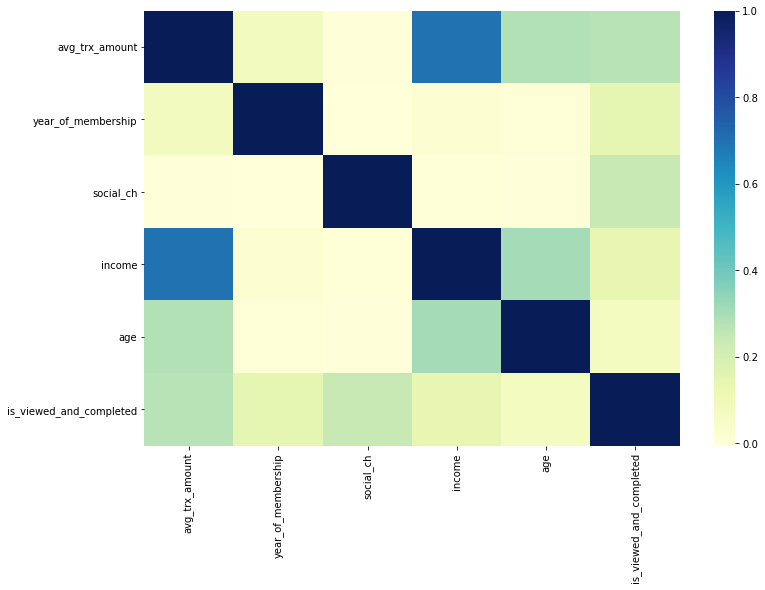 avg_trx_amount
year_of_membership
social_ch
income
age
is_viewed_and_completed
avg_trx_amount
year_of_membership
social_ch
income
age
is_viewed_and_completed
1.0
0.8
0.6
0.4
0.2
0.0